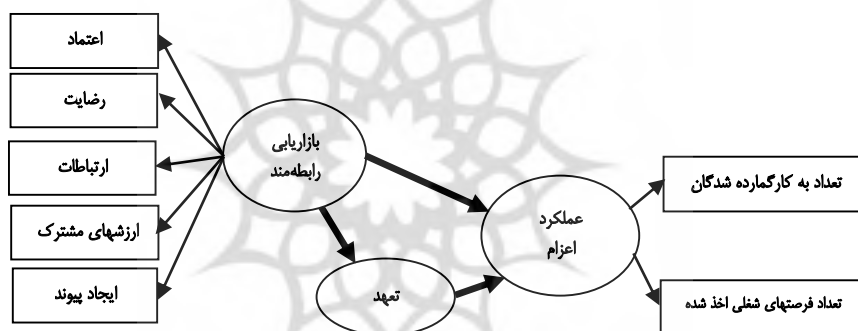 اعتماد
رضایت
ارتباطات
ارزشهای مشترک
ایجاد پیوند
بازاریابی
رابطه‌مند
تعهد
عملکرد
اعزام
تعداد به کارگمارده شدگان
تعداد فرصتهای شغلی اخذ شده